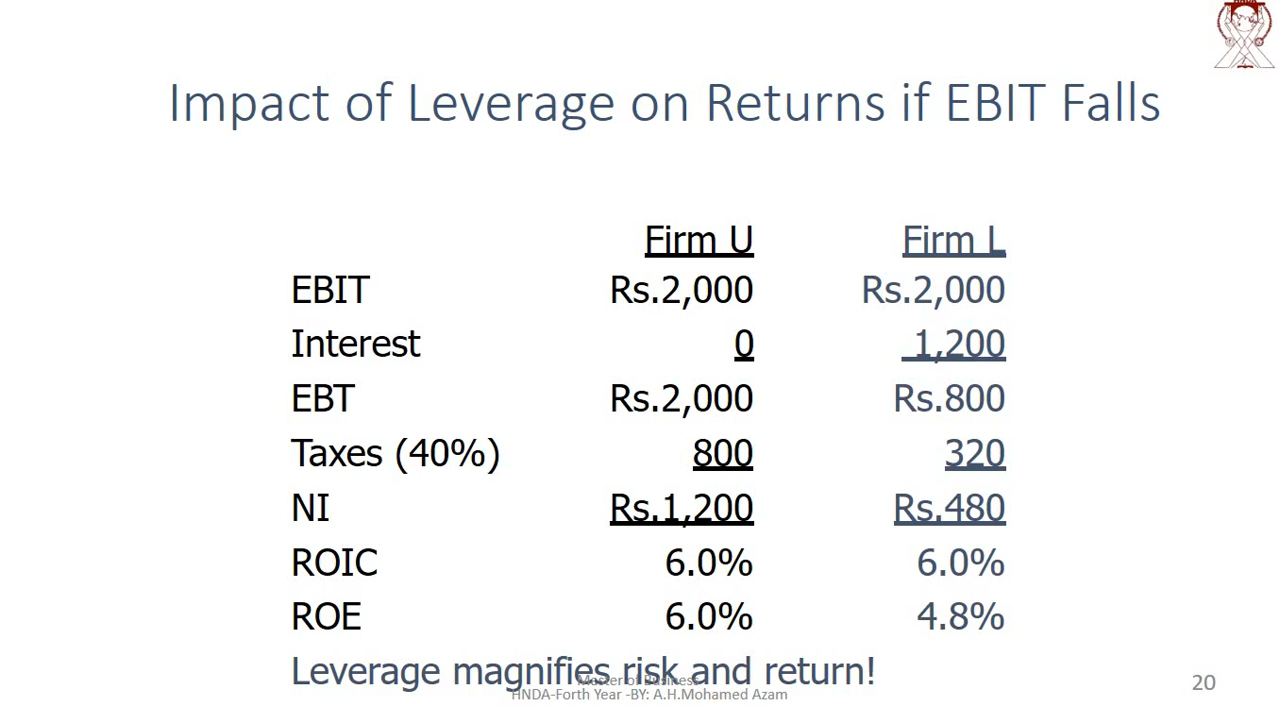 Impact of Leverage on Returns if EBIT Falls
Firm U Firm L
EBIT Rs.2,000 Rs.2,000
Interest 0 1,200
EBT Rs.2,000 Rs.800
Taxes (40%) 800 320
NI Rs.1,200 Rs.480
ROIC 6.0% 6.0%
ROE 6.0% 4.8%
Leverage magnifies risk and return!
of Business
HNDA-Forth Year -BY: A.H.Mohamed Azam
20